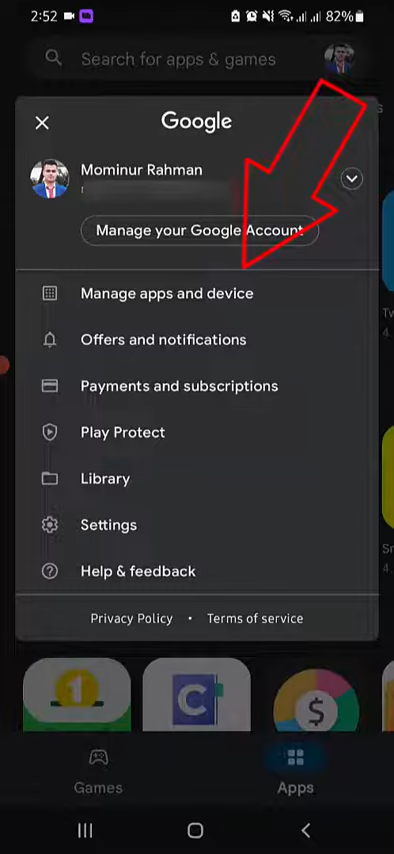 2:52
82%
Search for apps & games
Google
Mominur Rahman
Manage your Google Account
Manage apps and device
Offers and notifications
Payments and subscriptions
Play Protect
Library
Settings
Help & feedback
Privacy Policy • Terms of service
1
C
$
Games
Apps